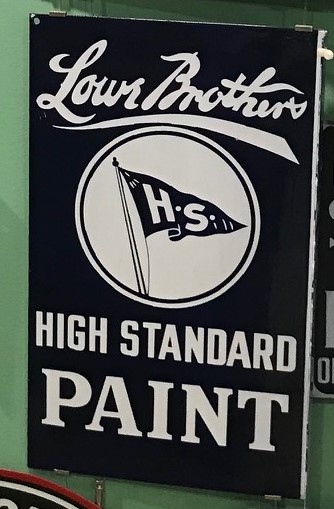 Lowe Brothers
H·S·
HIGH STANDARD
PAINT